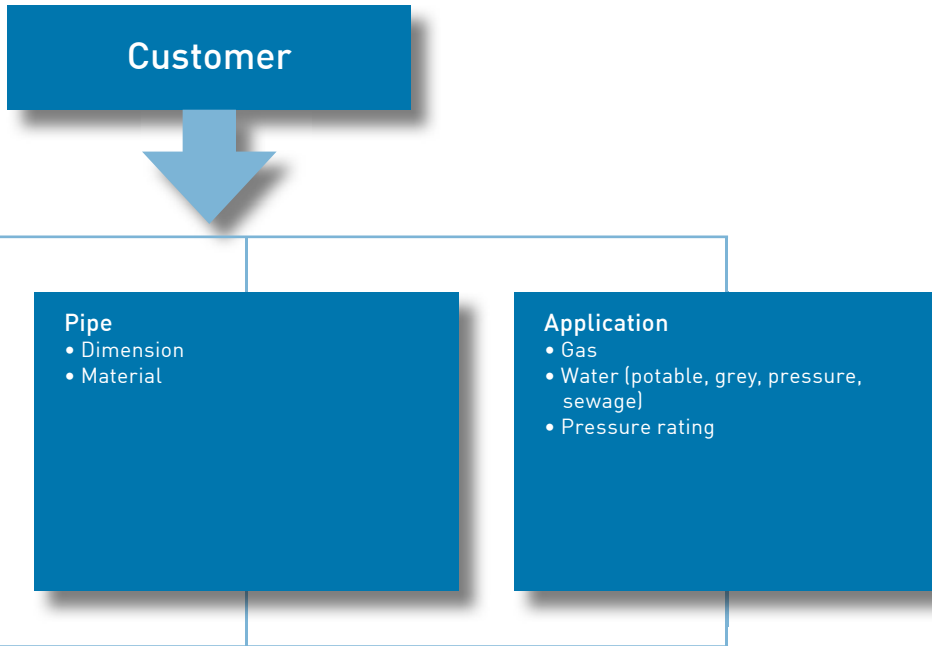 Customer
Pipe
• Dimension
• Material
Application
• Gas
• Water (potable, grey, pressure,
sewage)
• Pressure rating